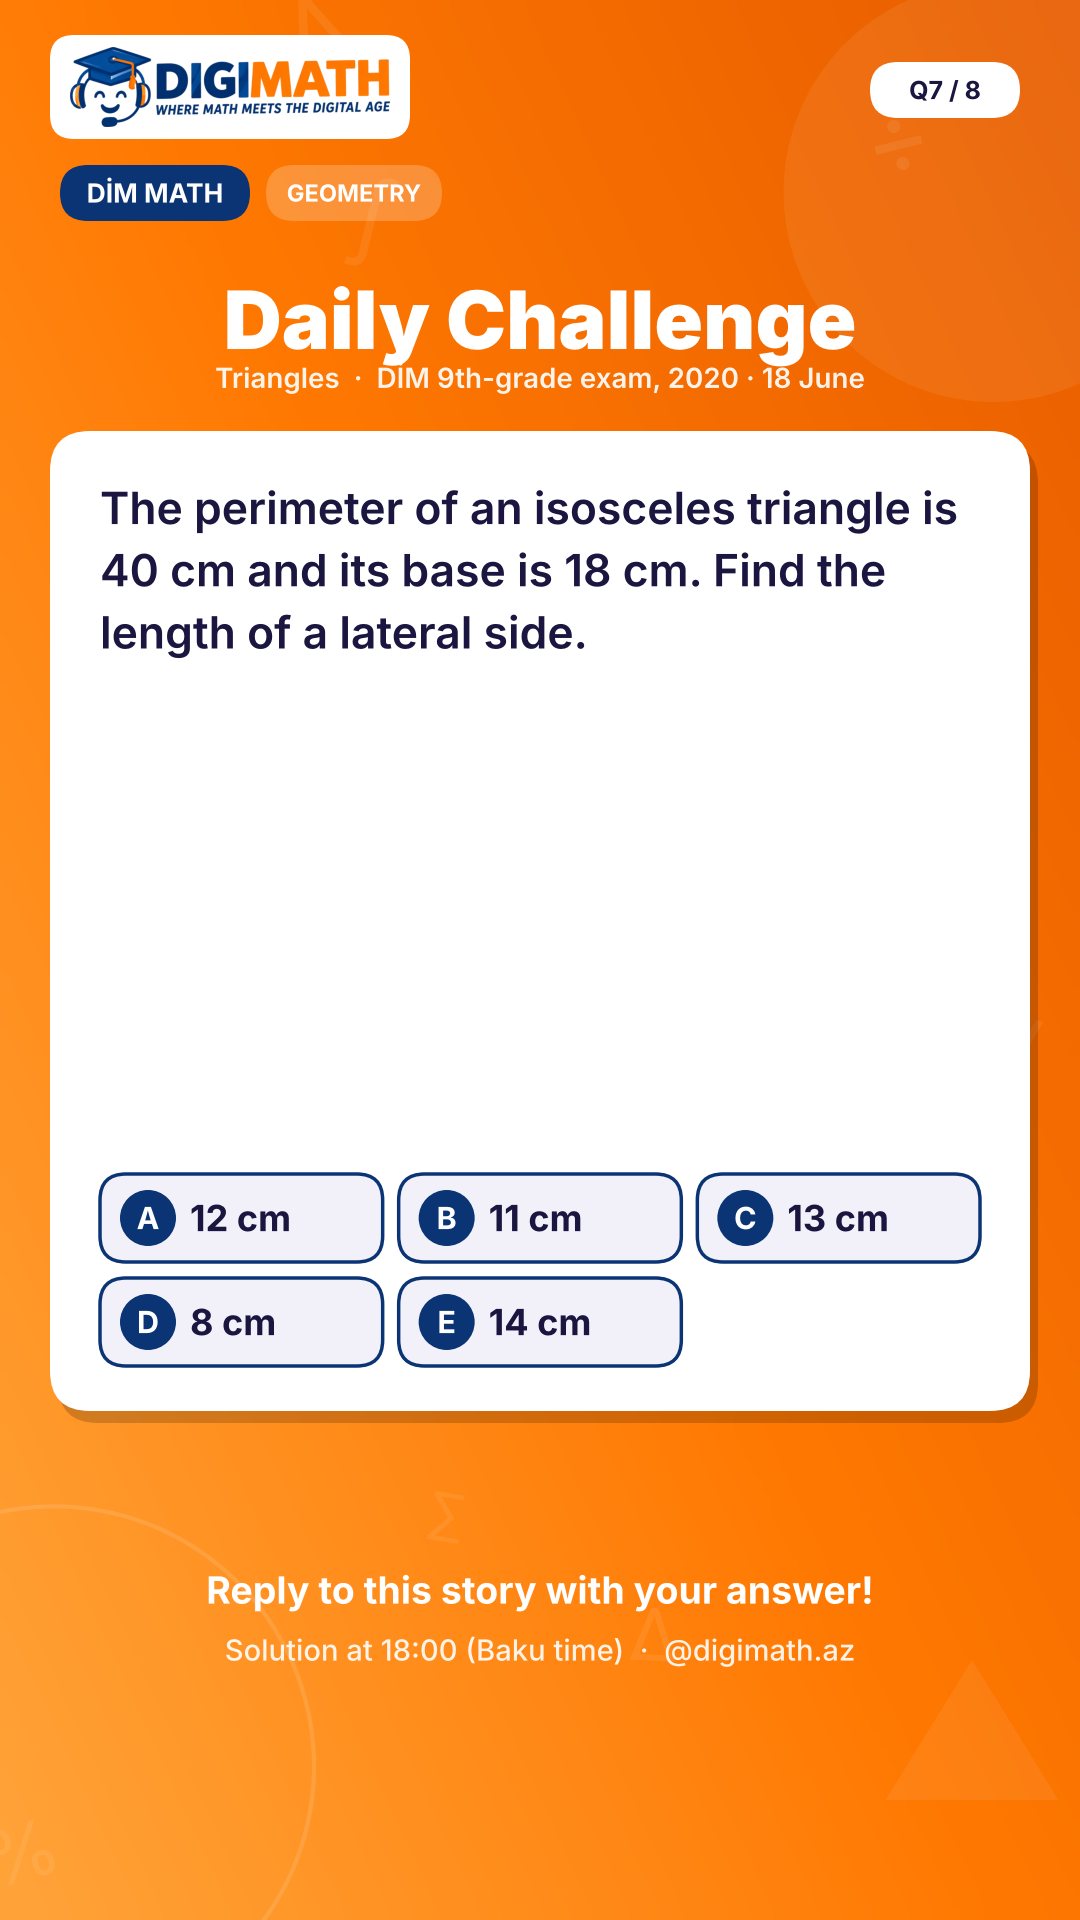 DIGIMATH
WHERE MATH MEETS THE DIGITAL AGE
Q7 / 8
DİM MATH
GEOMETRY
Daily Challenge
Triangles · DIM 9th-grade exam, 2020 · 18 June
The perimeter of an isosceles triangle is
40 cm and its base is 18 cm. Find the
length of a lateral side.
A 12 cm
B 11 cm
C 13 cm
D 8 cm
E 14 cm
Reply to this story with your answer!
Solution at 18:00 (Baku time) · @digimath.az